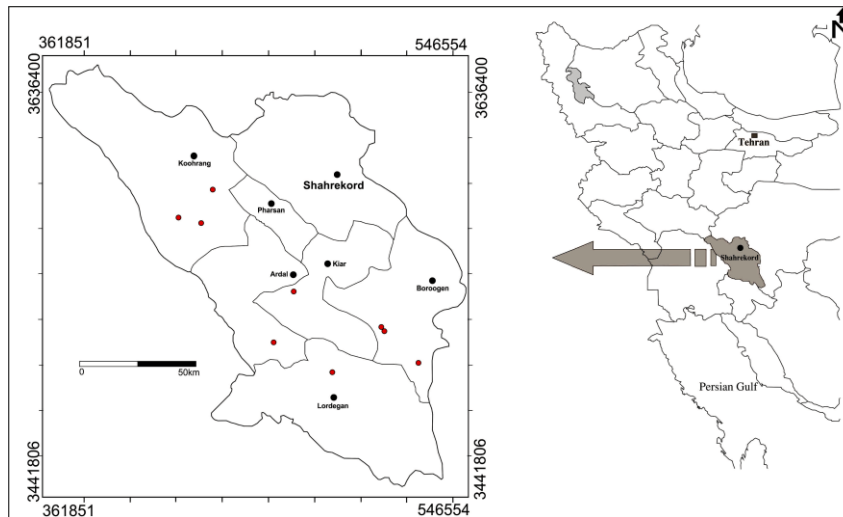 361851
546554
3636400
3636400
Koohrang
Shahrekord
Pharsan
Kiar
Ardal
Boroogen
0
50km
Lordegan
3441806
3441806
361851
546554
N
Tehran
Shahrekord
Persian Gulf